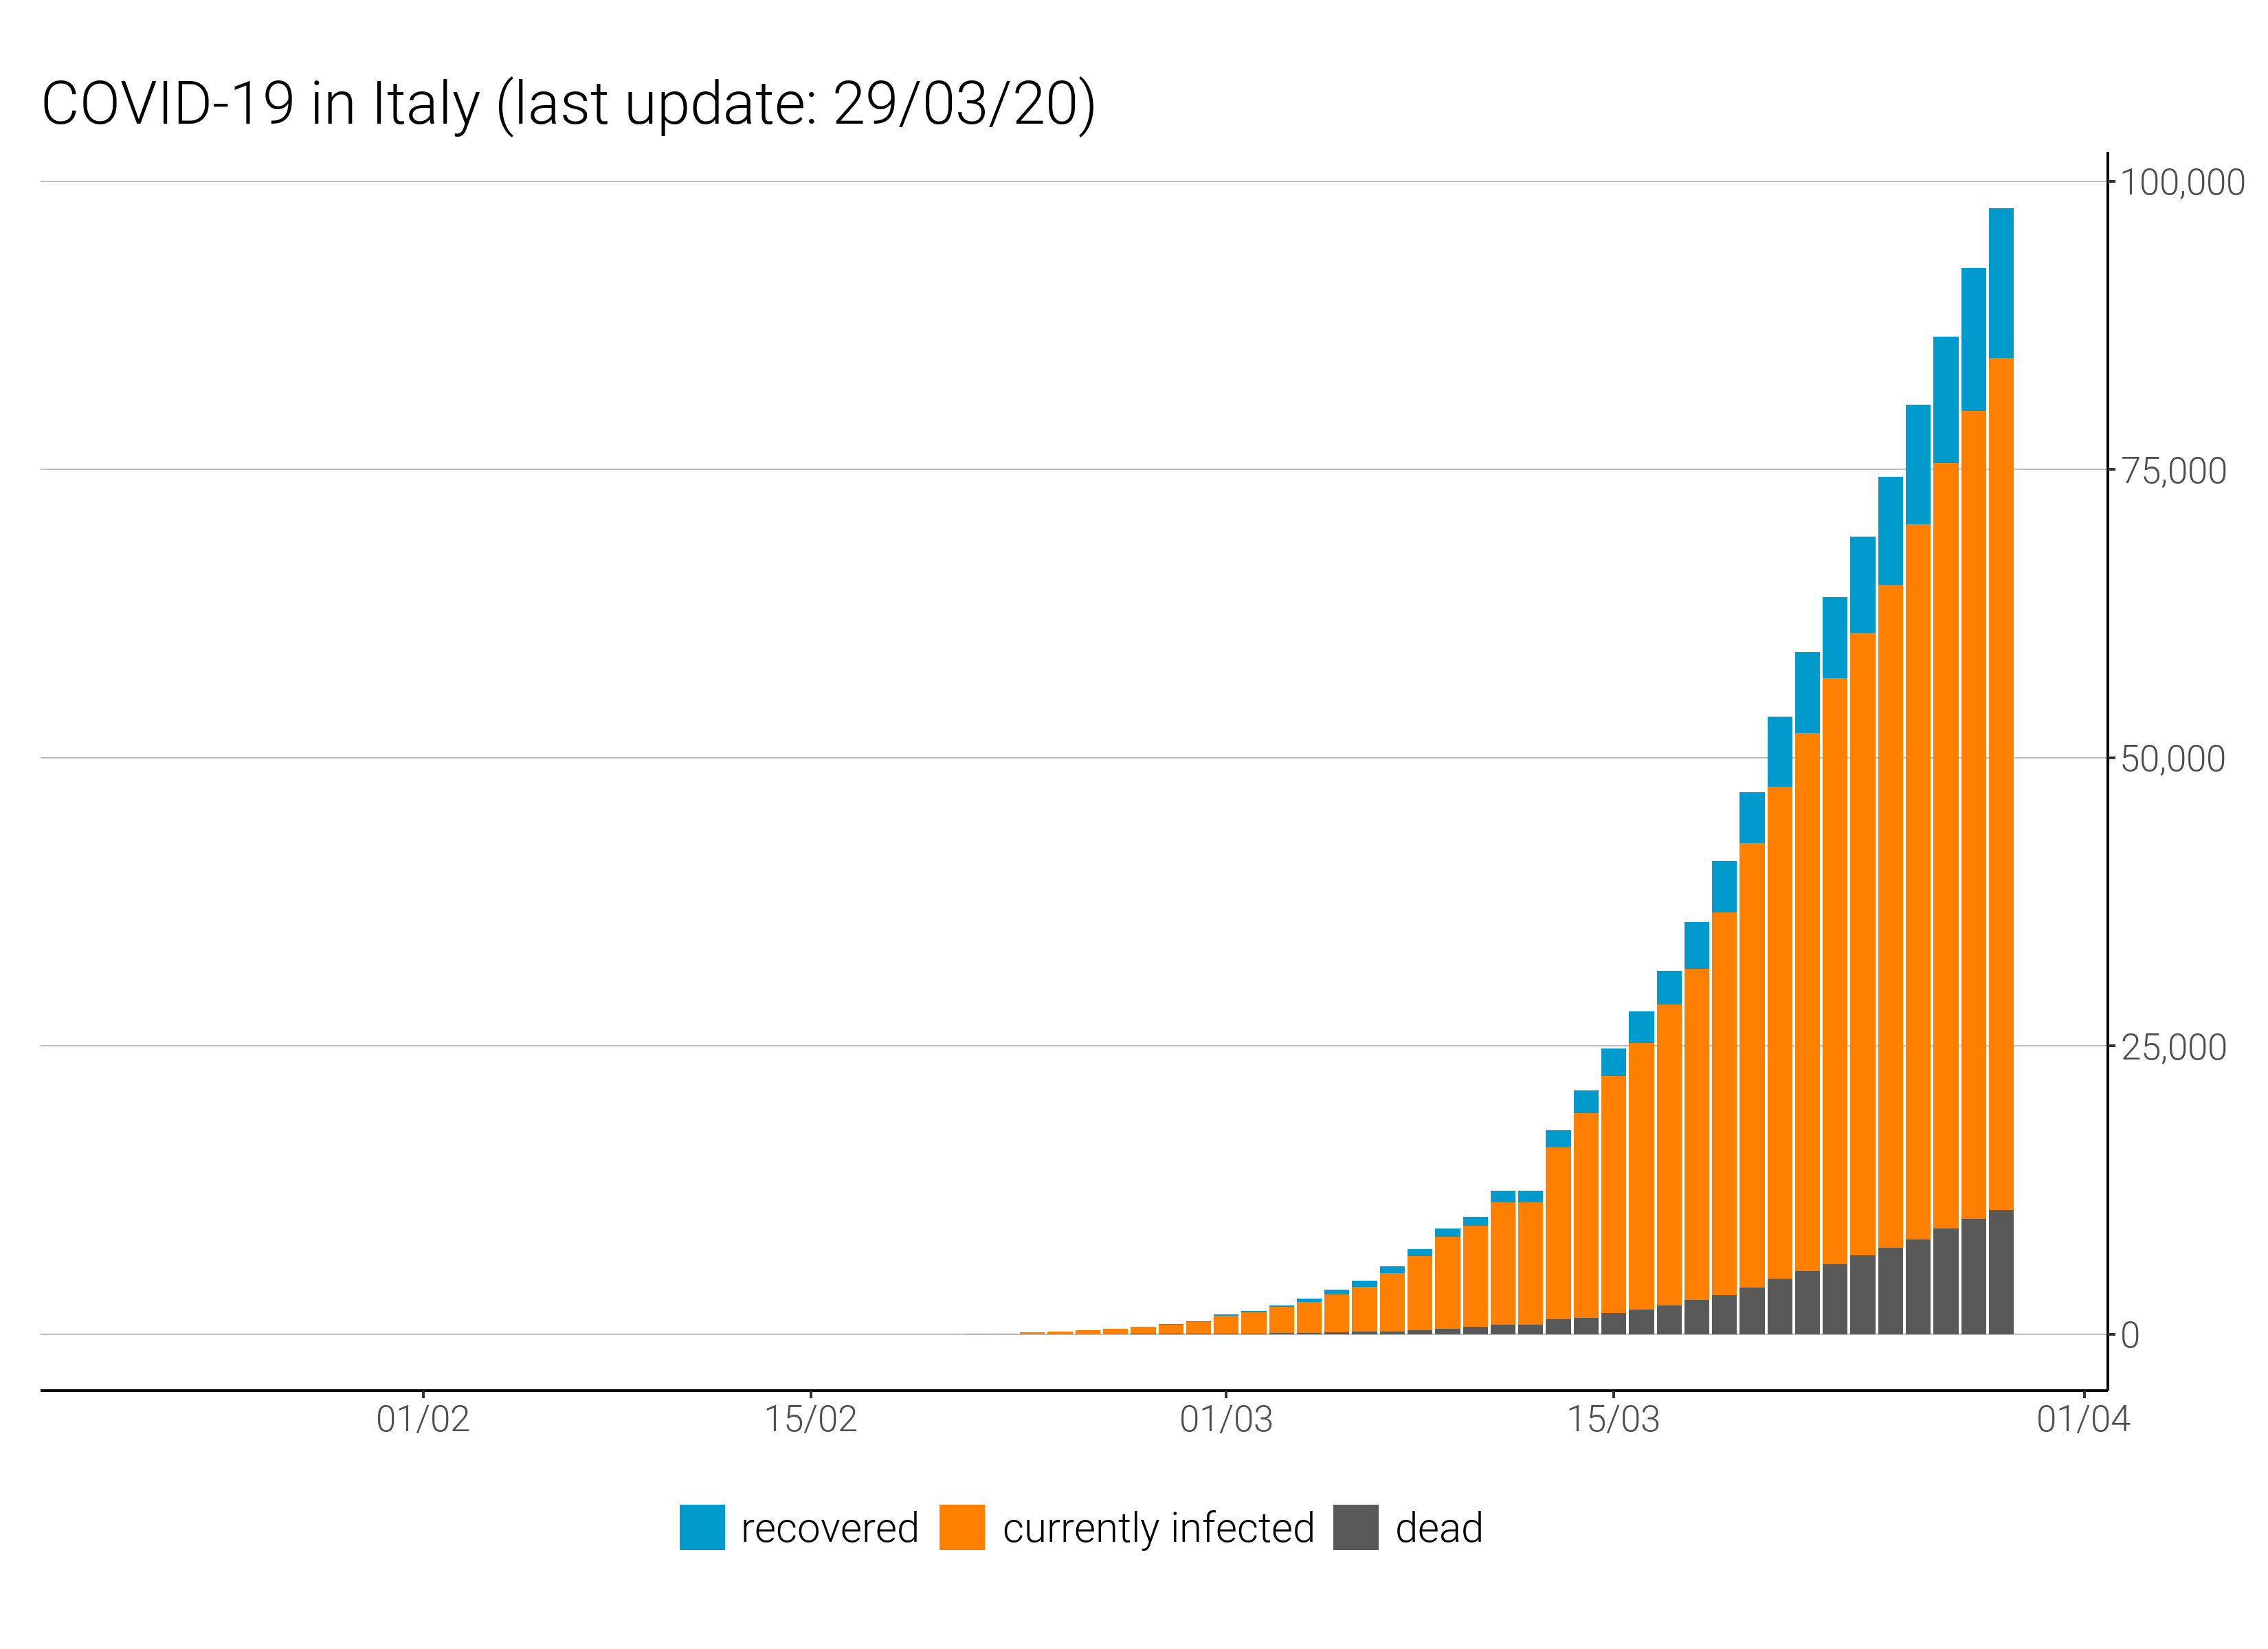 COVID-19 in Italy (last update: 29/03/20)
100,000
75,000
50,000
25,000
0
01/02 15/02 01/03 15/03 01/04
recovered currently infected dead